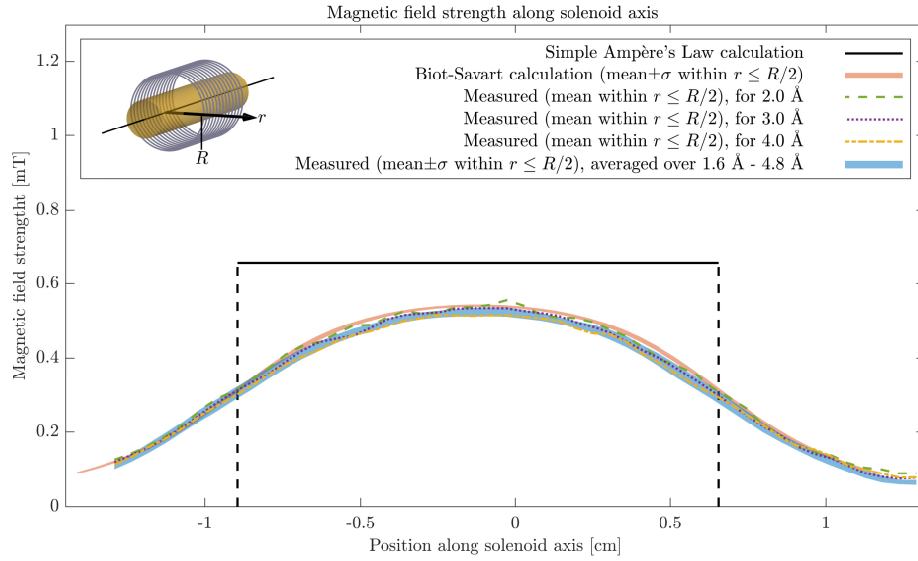 Magnetic field strength along solenoid axis
Simple Ampère's Law calculation
Biot-Savart calculation (mean±σ within r ≤ R/2)
Measured (mean within r ≤ R/2), for 2.0 Å
Measured (mean within r ≤ R/2), for 3.0 Å
Measured (mean within r ≤ R/2), for 4.0 Å
Measured (mean±σ within r ≤ R/2), averaged over 1.6 Å - 4.8 Å
r
R
Magnetic field strenght [mT]
1.2
1
0.8
0.6
0.4
0.2
0
-1
-0.5
0
0.5
1
Position along solenoid axis [cm]